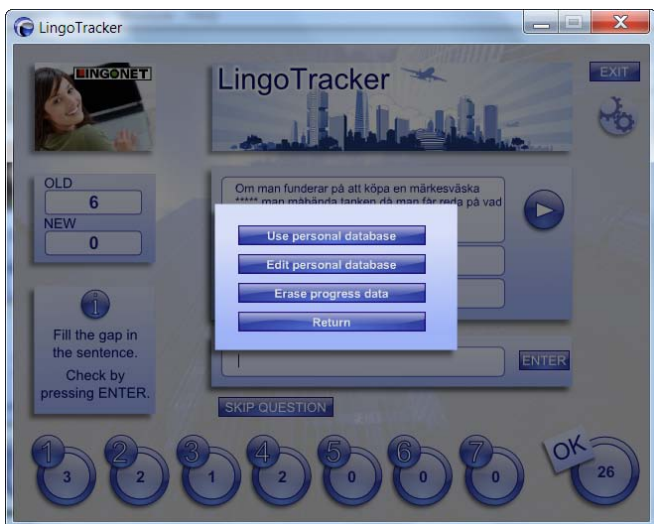 LingoTracker
LINGONET
LingoTracker
EXIT
OLD
6
NEW
0
Om man funderar på att köpa en märkesväska
***** man måhända tanken då man får reda på vad
Use personal database
Edit personal database
Erase progress data
Return
i
Fill the gap in
the sentence.
Check by
pressing ENTER.
ENTER
SKIP QUESTION
1 2 3 4 5 6 7 OK
3 2 1 2 0 0 0 26